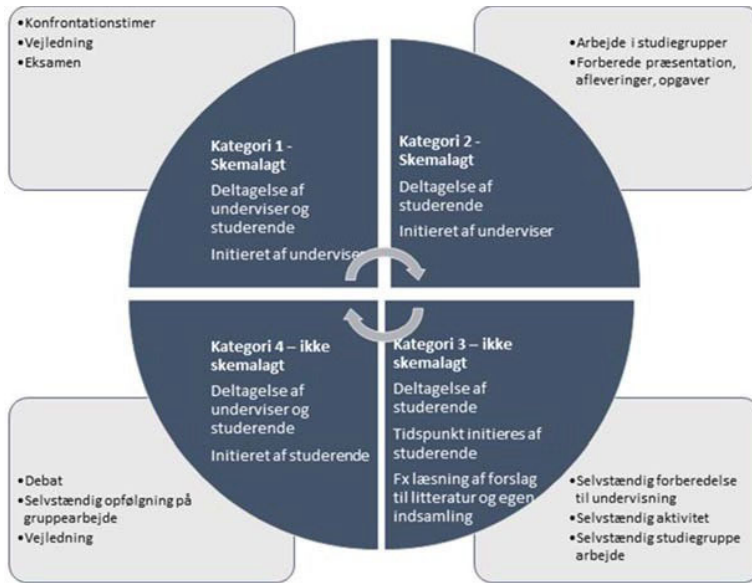 •Konfrontationstimer
•Vejledning
•Eksamen
•Arbejde i studiegrupper
•Forberede præsentation,
afleveringer, opgaver
Kategori 1 -
Skemalagt
Deltagelse af
underviser og
studerende
Initieret af underviser
Kategori 2 -
Skemalagt
Deltagelse af
studerende
Initieret af underviser
Kategori 4 – ikke
skemalagt
Deltagelse af
underviser og
studerende
Initieret af studerende
Kategori 3 – ikke
skemalagt
Deltagelse af
studerende
Tidspunkt initieres af
studerende
Fx læsning af forslag
til litteratur og egen
indsamling
•Debat
•Selvstændig opfølgning på
gruppearbejde
•Vejledning
•Selvstændig forberedelse
til undervisning
•Selvstændig aktivitet
•Selvstændig studiegruppe
arbejde